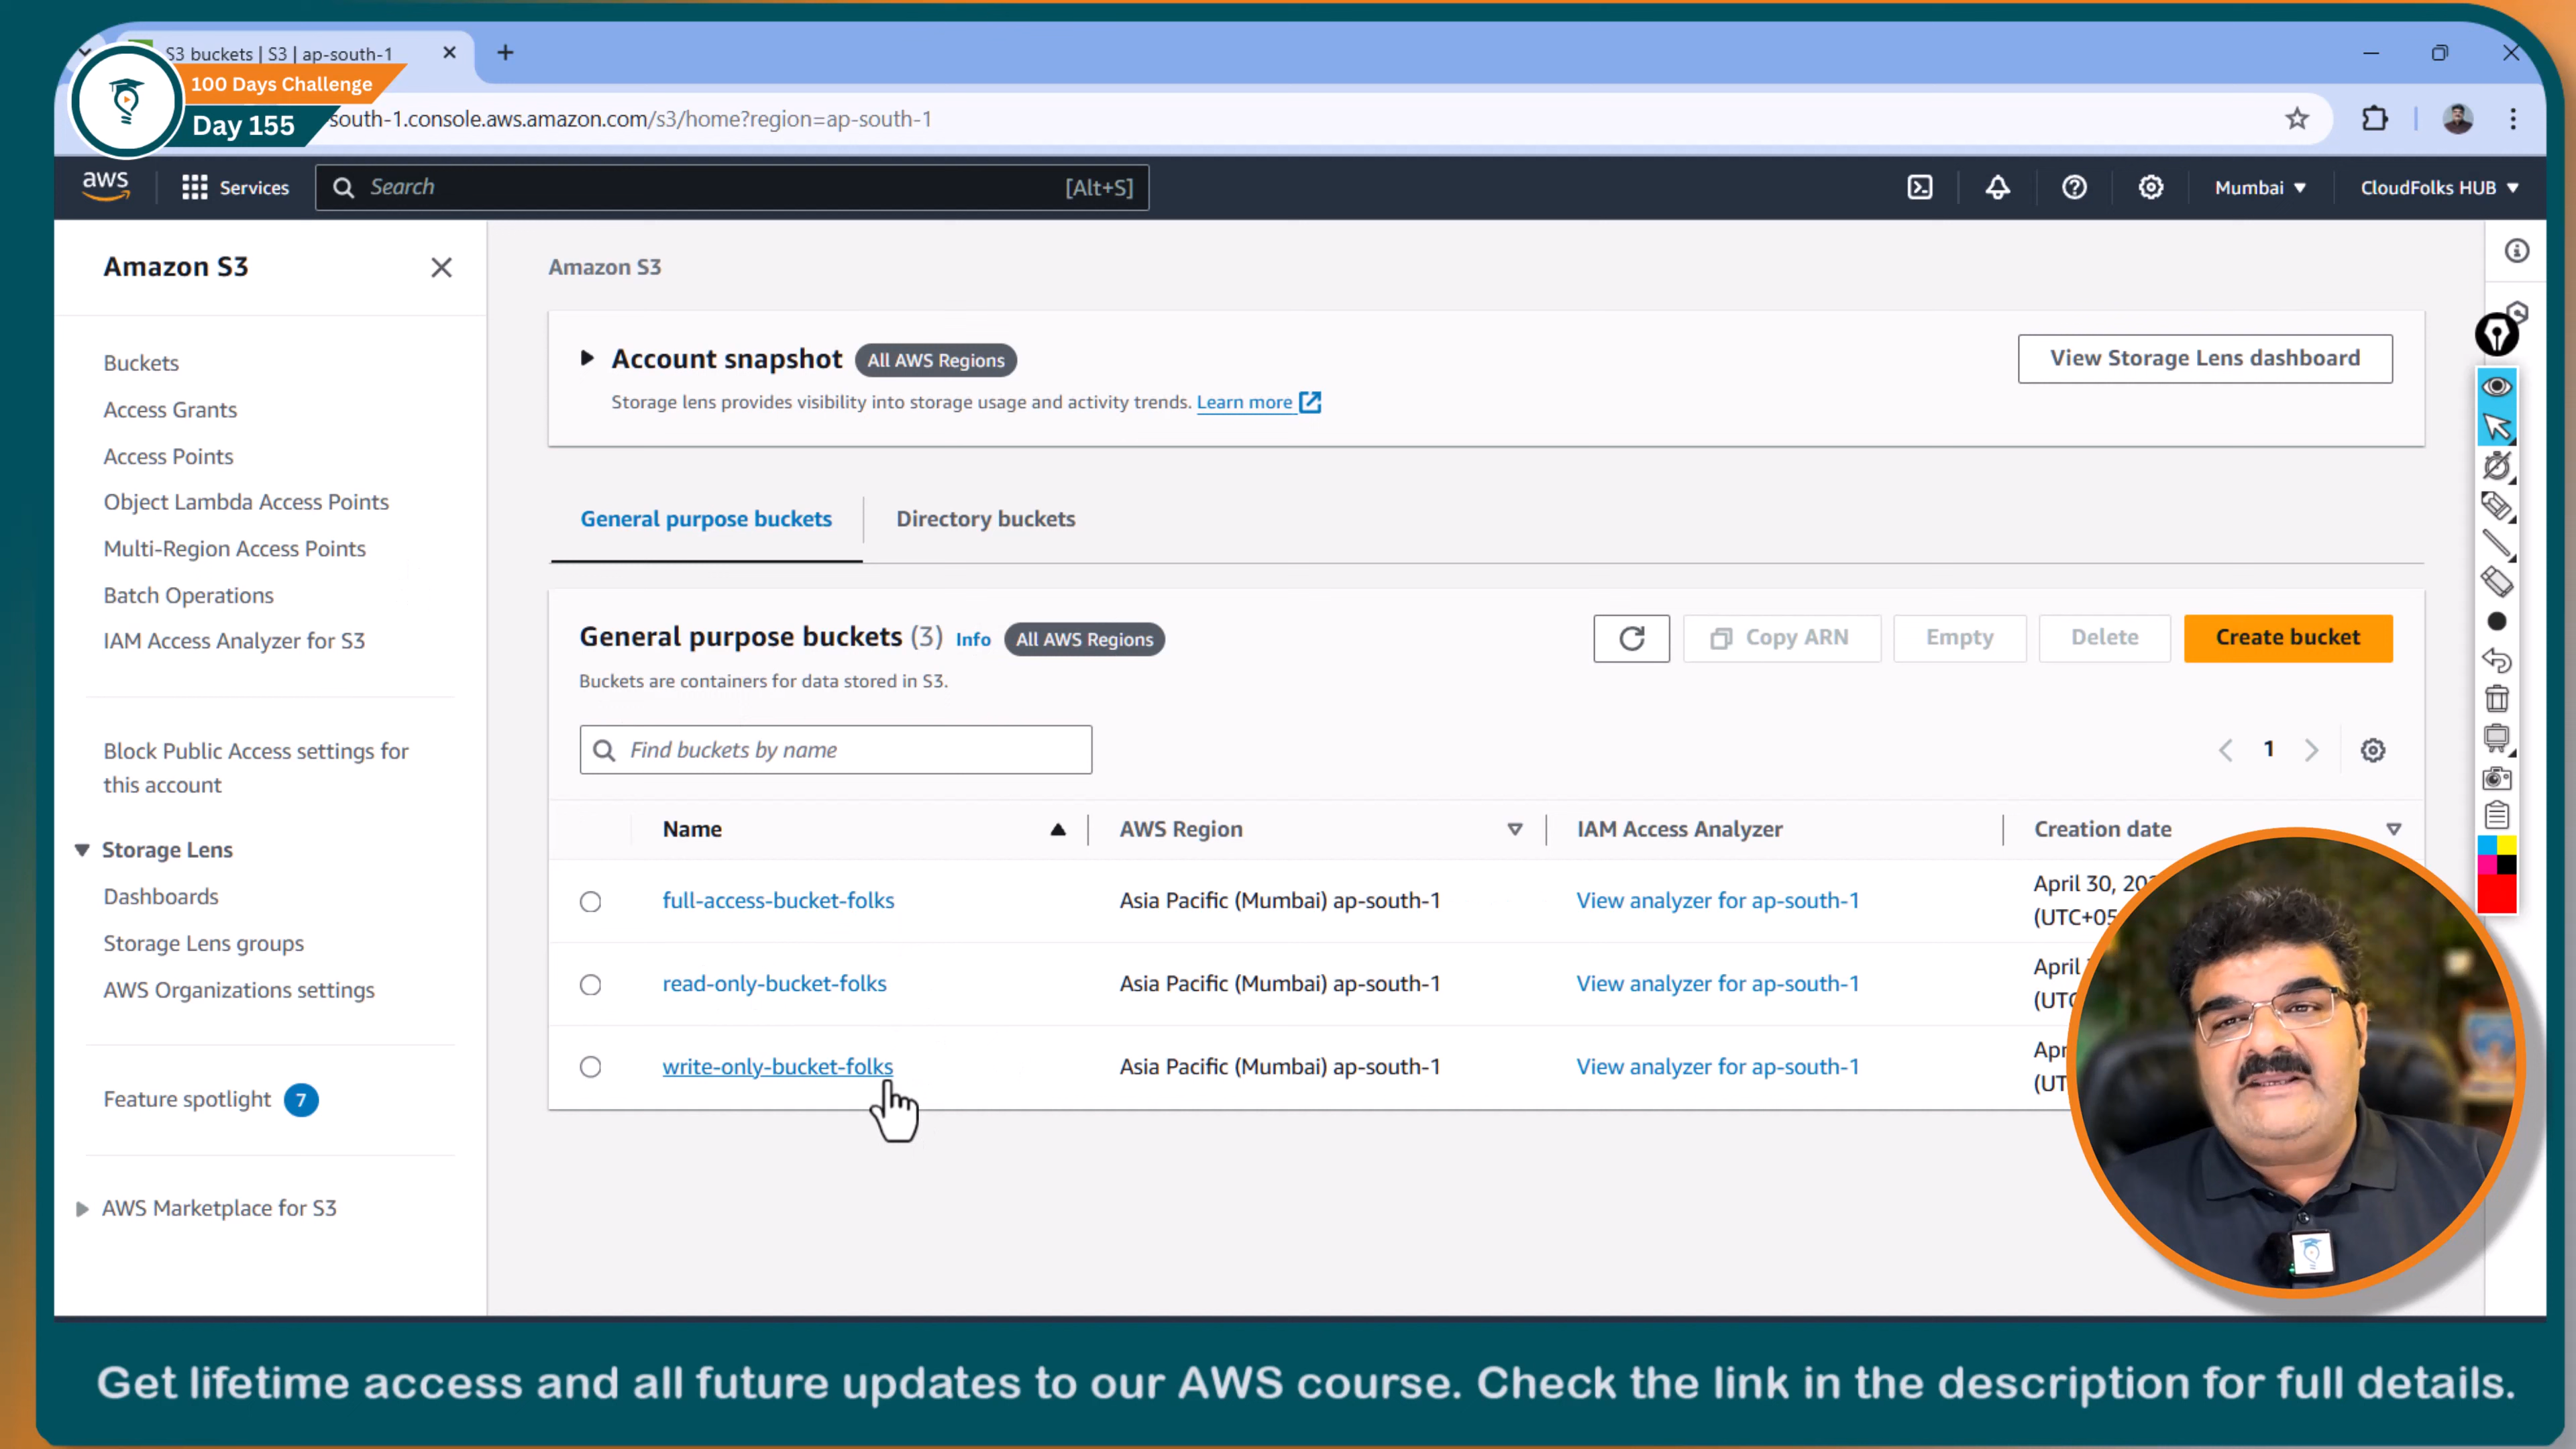 S3 buckets | S3 | ap-south-1
100 Days Challenge
Day 155
south-1.console.aws.amazon.com/s3/home?region=ap-south-1
aws
Services
Search
[Alt+S]
Mumbai
CloudFolks HUB
Amazon S3
Buckets
Access Grants
Access Points
Object Lambda Access Points
Multi-Region Access Points
Batch Operations
IAM Access Analyzer for S3
Block Public Access settings for
this account
Storage Lens
Dashboards
Storage Lens groups
AWS Organizations settings
Feature spotlight 7
AWS Marketplace for S3
Amazon S3
Account snapshot All AWS Regions
View Storage Lens dashboard
Storage lens provides visibility into storage usage and activity trends. Learn more
General purpose buckets
Directory buckets
General purpose buckets (3) Info All AWS Regions
Copy ARN
Empty
Delete
Create bucket
Buckets are containers for data stored in S3.
Find buckets by name
1
Name AWS Region IAM Access Analyzer Creation date
full-access-bucket-folks Asia Pacific (Mumbai) ap-south-1 View analyzer for ap-south-1 April 30, 
(UTC+05
read-only-bucket-folks Asia Pacific (Mumbai) ap-south-1 View analyzer for ap-south-1 April
(UTC
write-only-bucket-folks Asia Pacific (Mumbai) ap-south-1 View analyzer for ap-south-1 Apr
(UT
Get lifetime access and all future updates to our AWS course. Check the link in the description for full details.